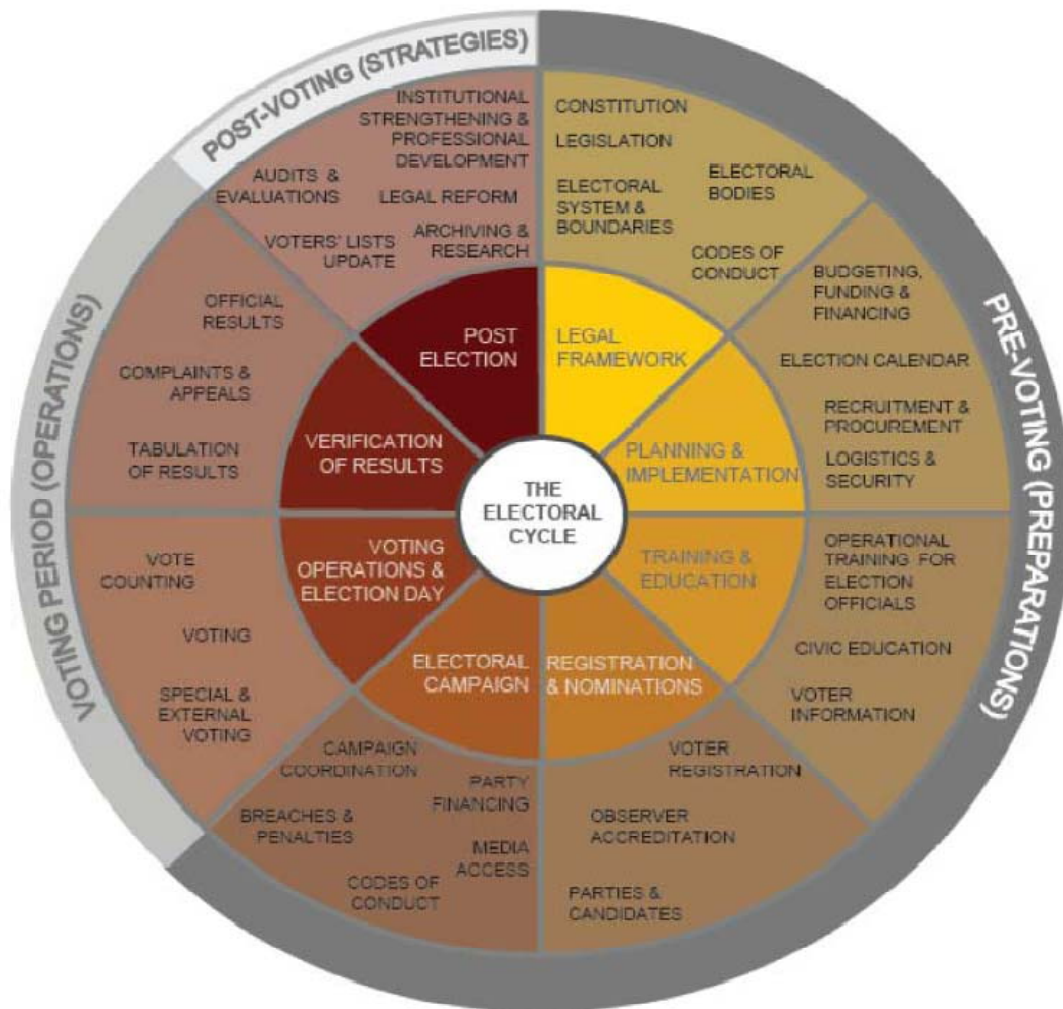 POST-VOTING (STRATEGIES)
PRE-VOTING (PREPARATIONS)
VOTING PERIOD (OPERATIONS)
THE
ELECTORAL
CYCLE
LEGAL
FRAMEWORK
CONSTITUTION
LEGISLATION
ELECTORAL
BODIES
ELECTORAL
SYSTEM &
BOUNDARIES
CODES OF
CONDUCT
PLANNING &
IMPLEMENTATION
BUDGETING,
FUNDING &
FINANCING
ELECTION CALENDAR
RECRUITMENT &
PROCUREMENT
LOGISTICS &
SECURITY
TRAINING &
EDUCATION
OPERATIONAL
TRAINING FOR
ELECTION
OFFICIALS
CIVIC EDUCATION
VOTER
INFORMATION
REGISTRATION
& NOMINATIONS
VOTER
REGISTRATION
OBSERVER
ACCREDITATION
PARTIES &
CANDIDATES
ELECTORAL
CAMPAIGN
CAMPAIGN
COORDINATION
PARTY
FINANCING
BREACHES &
PENALTIES
MEDIA
ACCESS
CODES OF
CONDUCT
VOTING
OPERATIONS &
ELECTION DAY
VOTE
COUNTING
VOTING
SPECIAL &
EXTERNAL
VOTING
VERIFICATION
OF RESULTS
OFFICIAL
RESULTS
COMPLAINTS &
APPEALS
TABULATION
OF RESULTS
POST
ELECTION
INSTITUTIONAL
STRENGTHENING &
PROFESSIONAL
DEVELOPMENT
AUDITS &
EVALUATIONS
LEGAL REFORM
VOTERS' LISTS
UPDATE
ARCHIVING &
RESEARCH